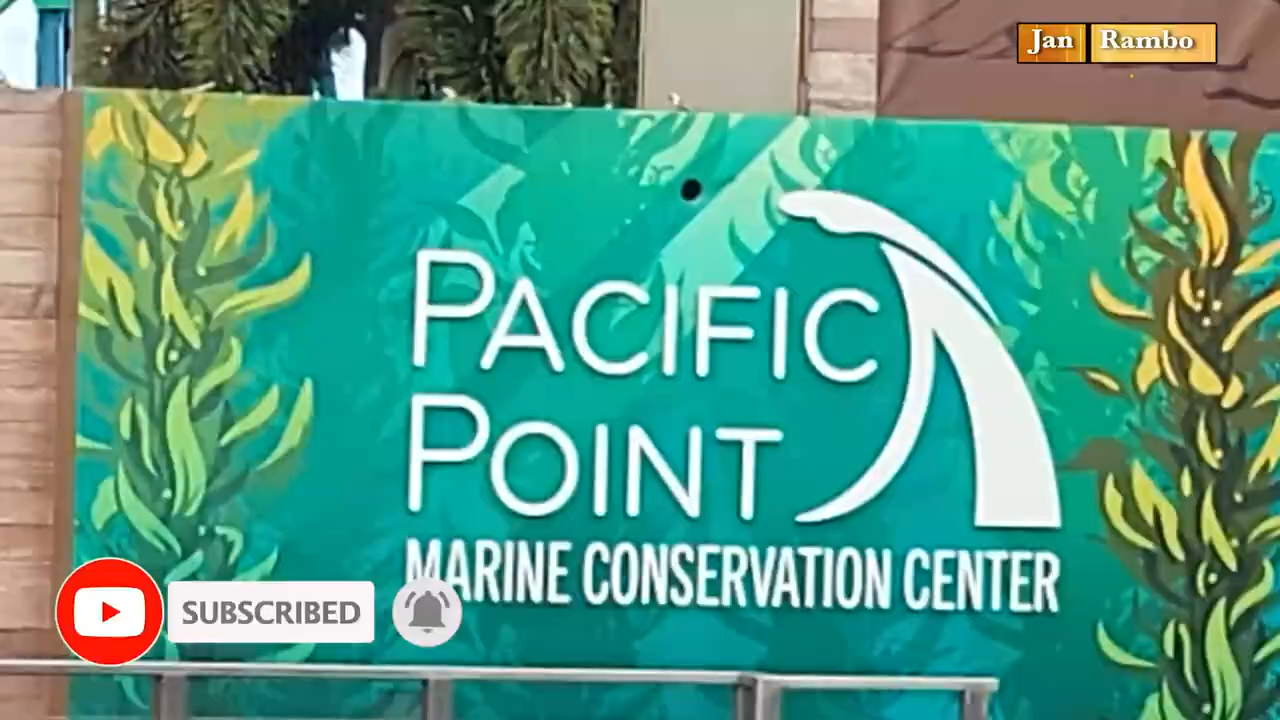 Jan Rambo
PACIFIC
POINT
MARINE CONSERVATION CENTER
SUBSCRIBED